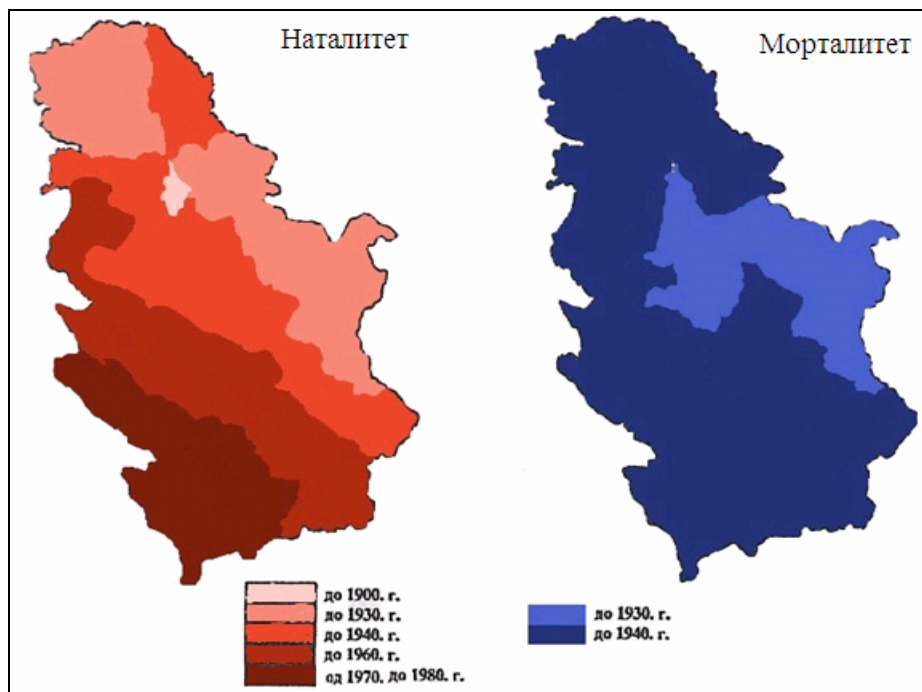 Наталитет
Морталитет
до 1900. г.
до 1930. г.
до 1940. г.
до 1960. г.
од 1970. до 1980. г.
до 1930. г.
до 1940. г.